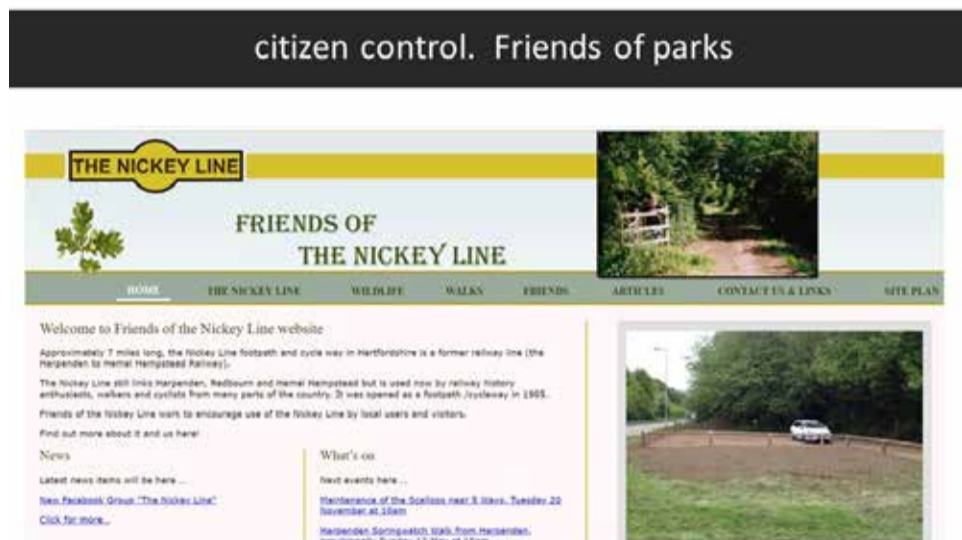 citizen control.  Friends of parks
THE NICKEY LINE
FRIENDS OF
THE NICKEY LINE
HOME THE NICKEY LINE WILDLIFE WALKS FRIENDS ARTICLES CONTACT US & LINKS SITE PLAN
Welcome to Friends of the Nickey Line website
Approximately 7 miles long, the Nickey Line footpath and cycle way in Hertfordshire is a former railway line (the
Harpenden to Hemel Hempstead Railway).
The Nickey Line still links Harpenden, Redbourn and Hemel Hempstead but is used now by railway history
enthusiasts, walkers and cyclists from many parts of the country. It was opened as a footpath /cycleway in 1985.
Friends of the Nickey Line work to encourage use of the Nickey Line by local users and visitors.
Find out more about it and us here!
News
Latest news items will be here ...
New Facebook Group "The Nickey Line"
Click for more...
What's on
Next events here ...
Maintenance of the near 5 Ways, Tuesday 20
November at 10am
Harpenden Springwatch Walk from Harpenden,